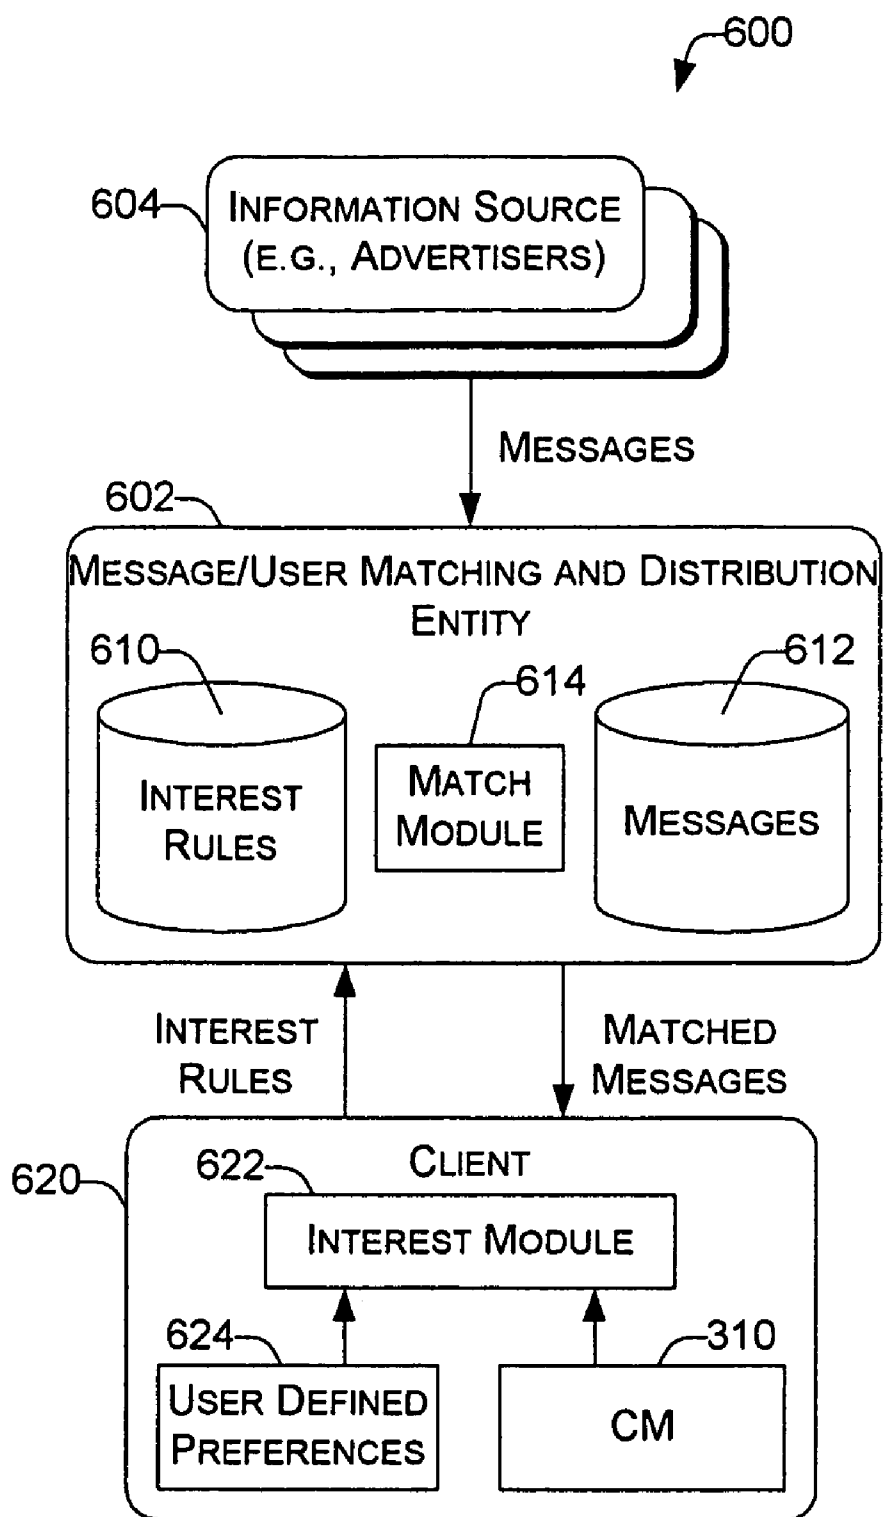 600
604
INFORMATION SOURCE
(E.G., ADVERTISERS)
MESSAGES
602
MESSAGE/USER MATCHING AND DISTRIBUTION
ENTITY
610
614
612
INTEREST
RULES
MATCH
MODULE
MESSAGES
INTEREST
RULES
MATCHED
MESSAGES
620
CLIENT
622
INTEREST MODULE
624
310
USER DEFINED
PREFERENCES
CM